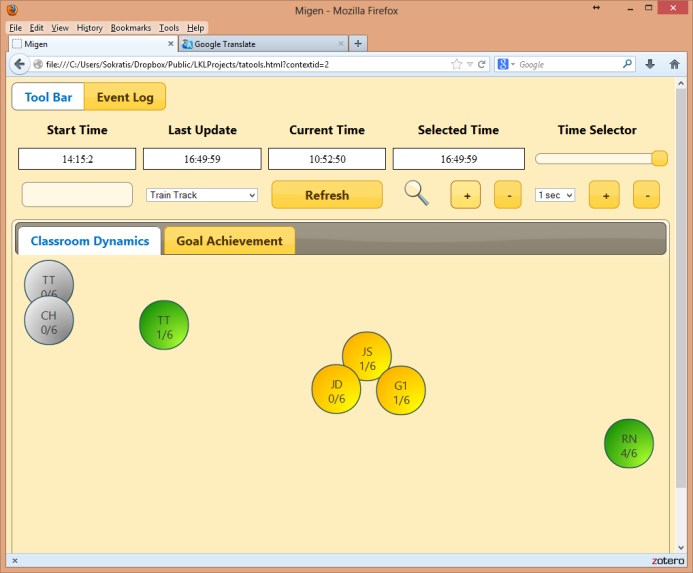 Migen - Mozilla Firefox
File Edit View History Bookmarks Tools Help
Migen
Google Translate
file:///C:/Users/Sokratis/Dropbox/Public/LKLProjects/tatools.html?contextid=2
Google
Tool Bar
Event Log
Start Time Last Update Current Time Selected Time Time Selector
14:15:2 16:49:59 10:52:50 16:49:59
Train Track Refresh + - 1 sec + -
Classroom Dynamics Goal Achievement
TT
0/6
CH
0/6
TT
1/6
JS
1/6
JD
0/6
G1
1/6
RN
4/6
zotero